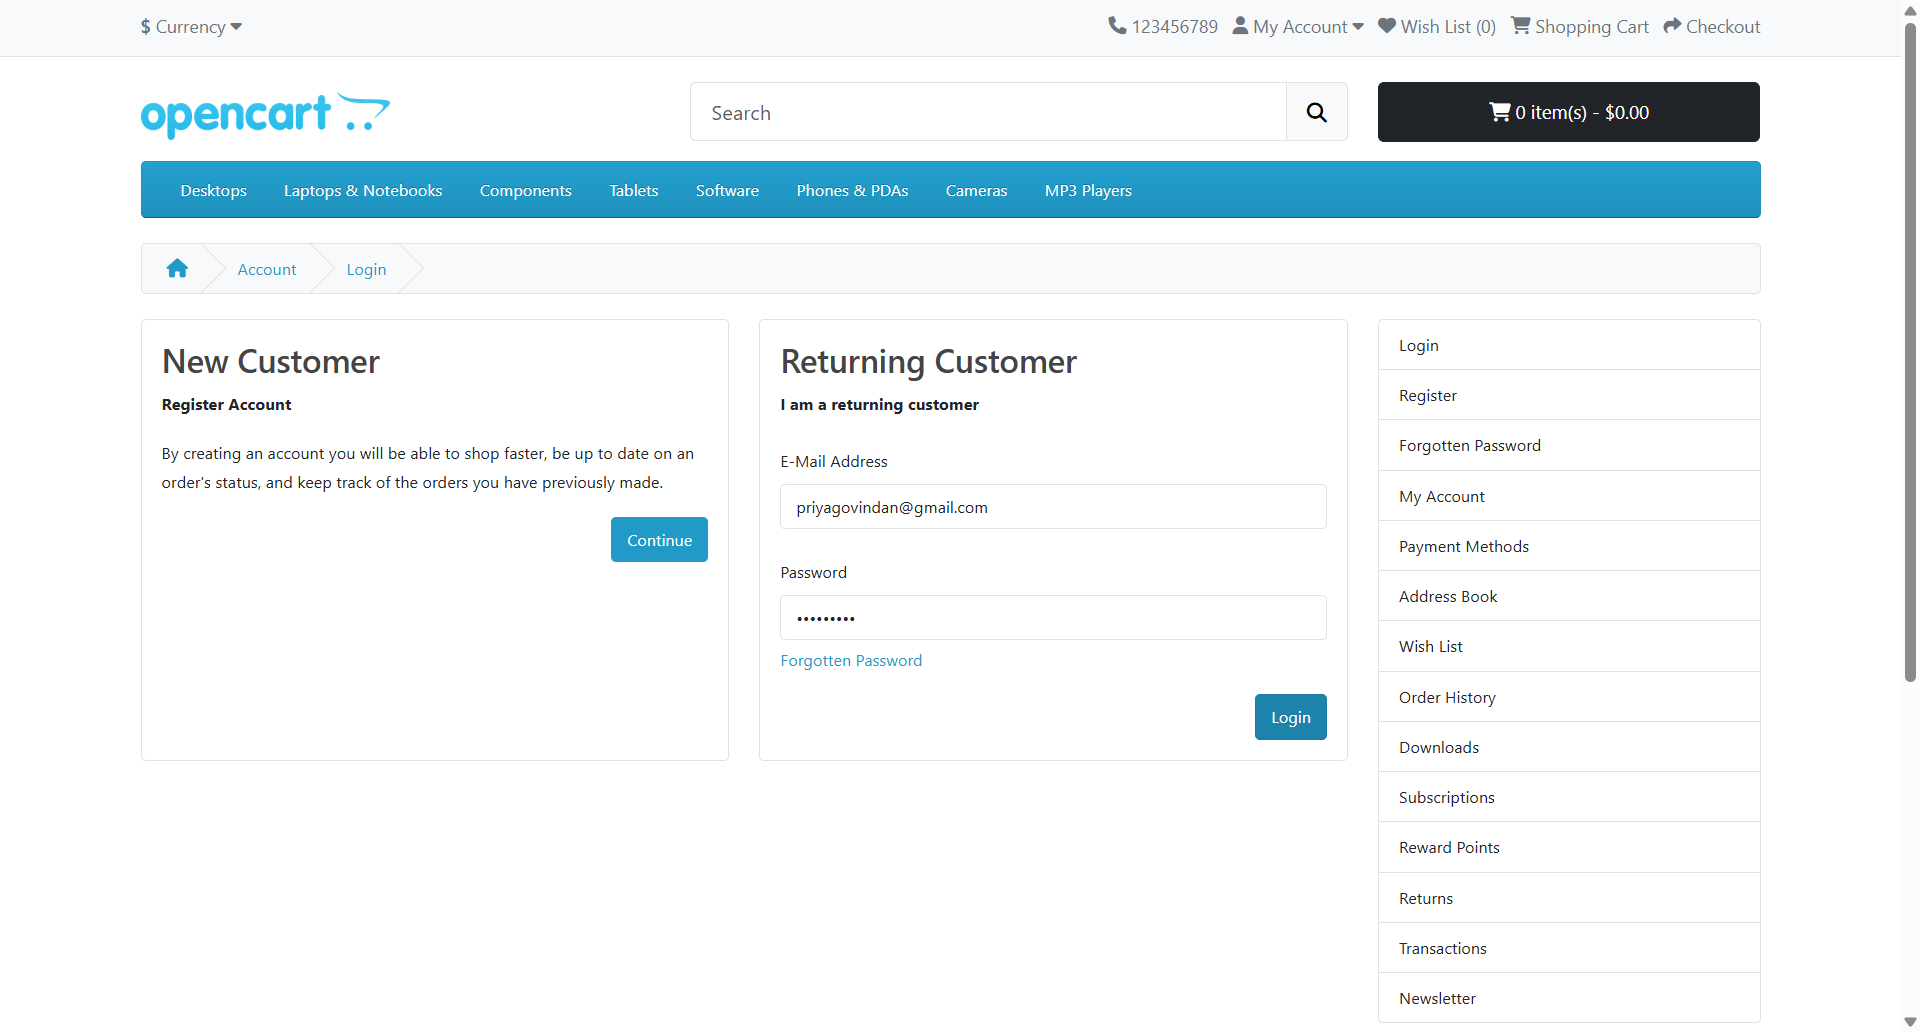 $ Currency
123456789 My Account Wish List (0) Shopping Cart Checkout
opencart
Search
0 item(s) - $0.00
Desktops Laptops & Notebooks Components Tablets Software Phones & PDAs Cameras MP3 Players
Account Login
New Customer
Register Account
By creating an account you will be able to shop faster, be up to date on an
order's status, and keep track of the orders you have previously made.
Continue
Returning Customer
I am a returning customer
E-Mail Address
priyagovindan@gmail.com
Password
•••••••••
Forgotten Password
Login
Login
Register
Forgotten Password
My Account
Payment Methods
Address Book
Wish List
Order History
Downloads
Subscriptions
Reward Points
Returns
Transactions
Newsletter